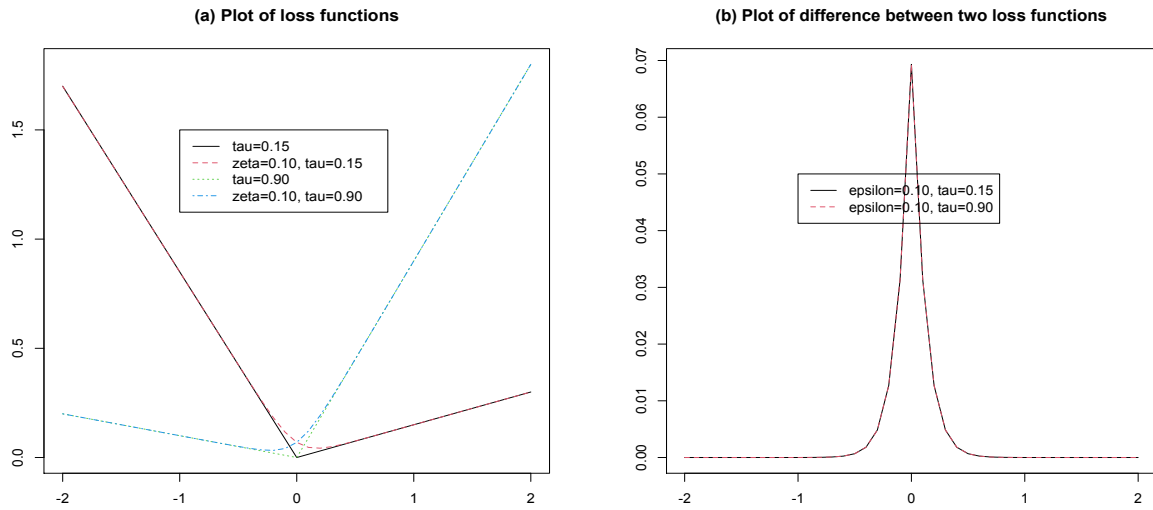 (a) Plot of loss functions
1.5
1.0
0.5
0.0
tau=0.15
zeta=0.10, tau=0.15
tau=0.90
zeta=0.10, tau=0.90
-2 -1 0 1 2
(b) Plot of difference between two loss functions
0.07
0.06
0.05
0.04
0.03
0.02
0.01
0.00
epsilon=0.10, tau=0.15
epsilon=0.10, tau=0.90
-2 -1 0 1 2